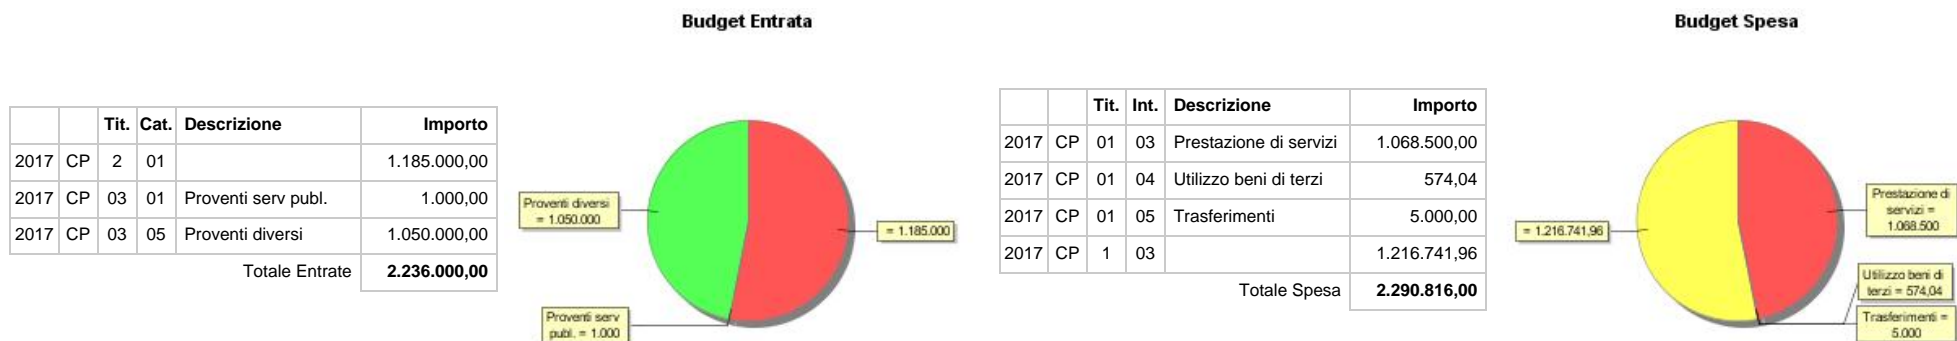 Budget Entrata
Tit. Cat. Descrizione Importo
2017 CP 2 01 1.185.000,00
2017 CP 03 01 Proventi serv publ. 1.000,00
2017 CP 03 05 Proventi diversi 1.050.000,00
Totale Entrate 2.236.000,00
Proventi diversi
= 1.050.000
= 1.185.000
Proventi serv
publ. = 1.000
Budget Spesa
Tit. Int. Descrizione Importo
2017 CP 01 03 Prestazione di servizi 1.068.500,00
2017 CP 01 04 Utilizzo beni di terzi 574,04
2017 CP 01 05 Trasferimenti 5.000,00
2017 CP 1 03 1.216.741,96
Totale Spesa 2.290.816,00
= 1.216.741,96
Prestazione di
servizi =
1.068.500
Utilizzo beni di
terzi = 574,04
Trasferimenti =
5.000